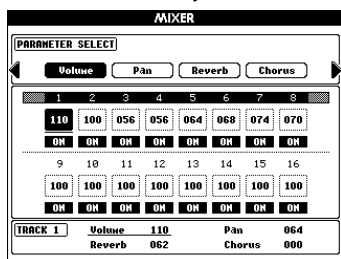 MIXER
PARAMETER SELECT
Volume Pan Reverb Chorus
1 2 3 4 5 6 7 8
110 100 056 056 064 068 074 070
ON ON ON ON ON ON ON ON
9 10 11 12 13 14 15 16
100 100 100 100 100 100 100 100
ON ON ON ON ON ON ON ON
TRACK 1 Volume 110 Pan 064
Reverb 062 Chorus 000